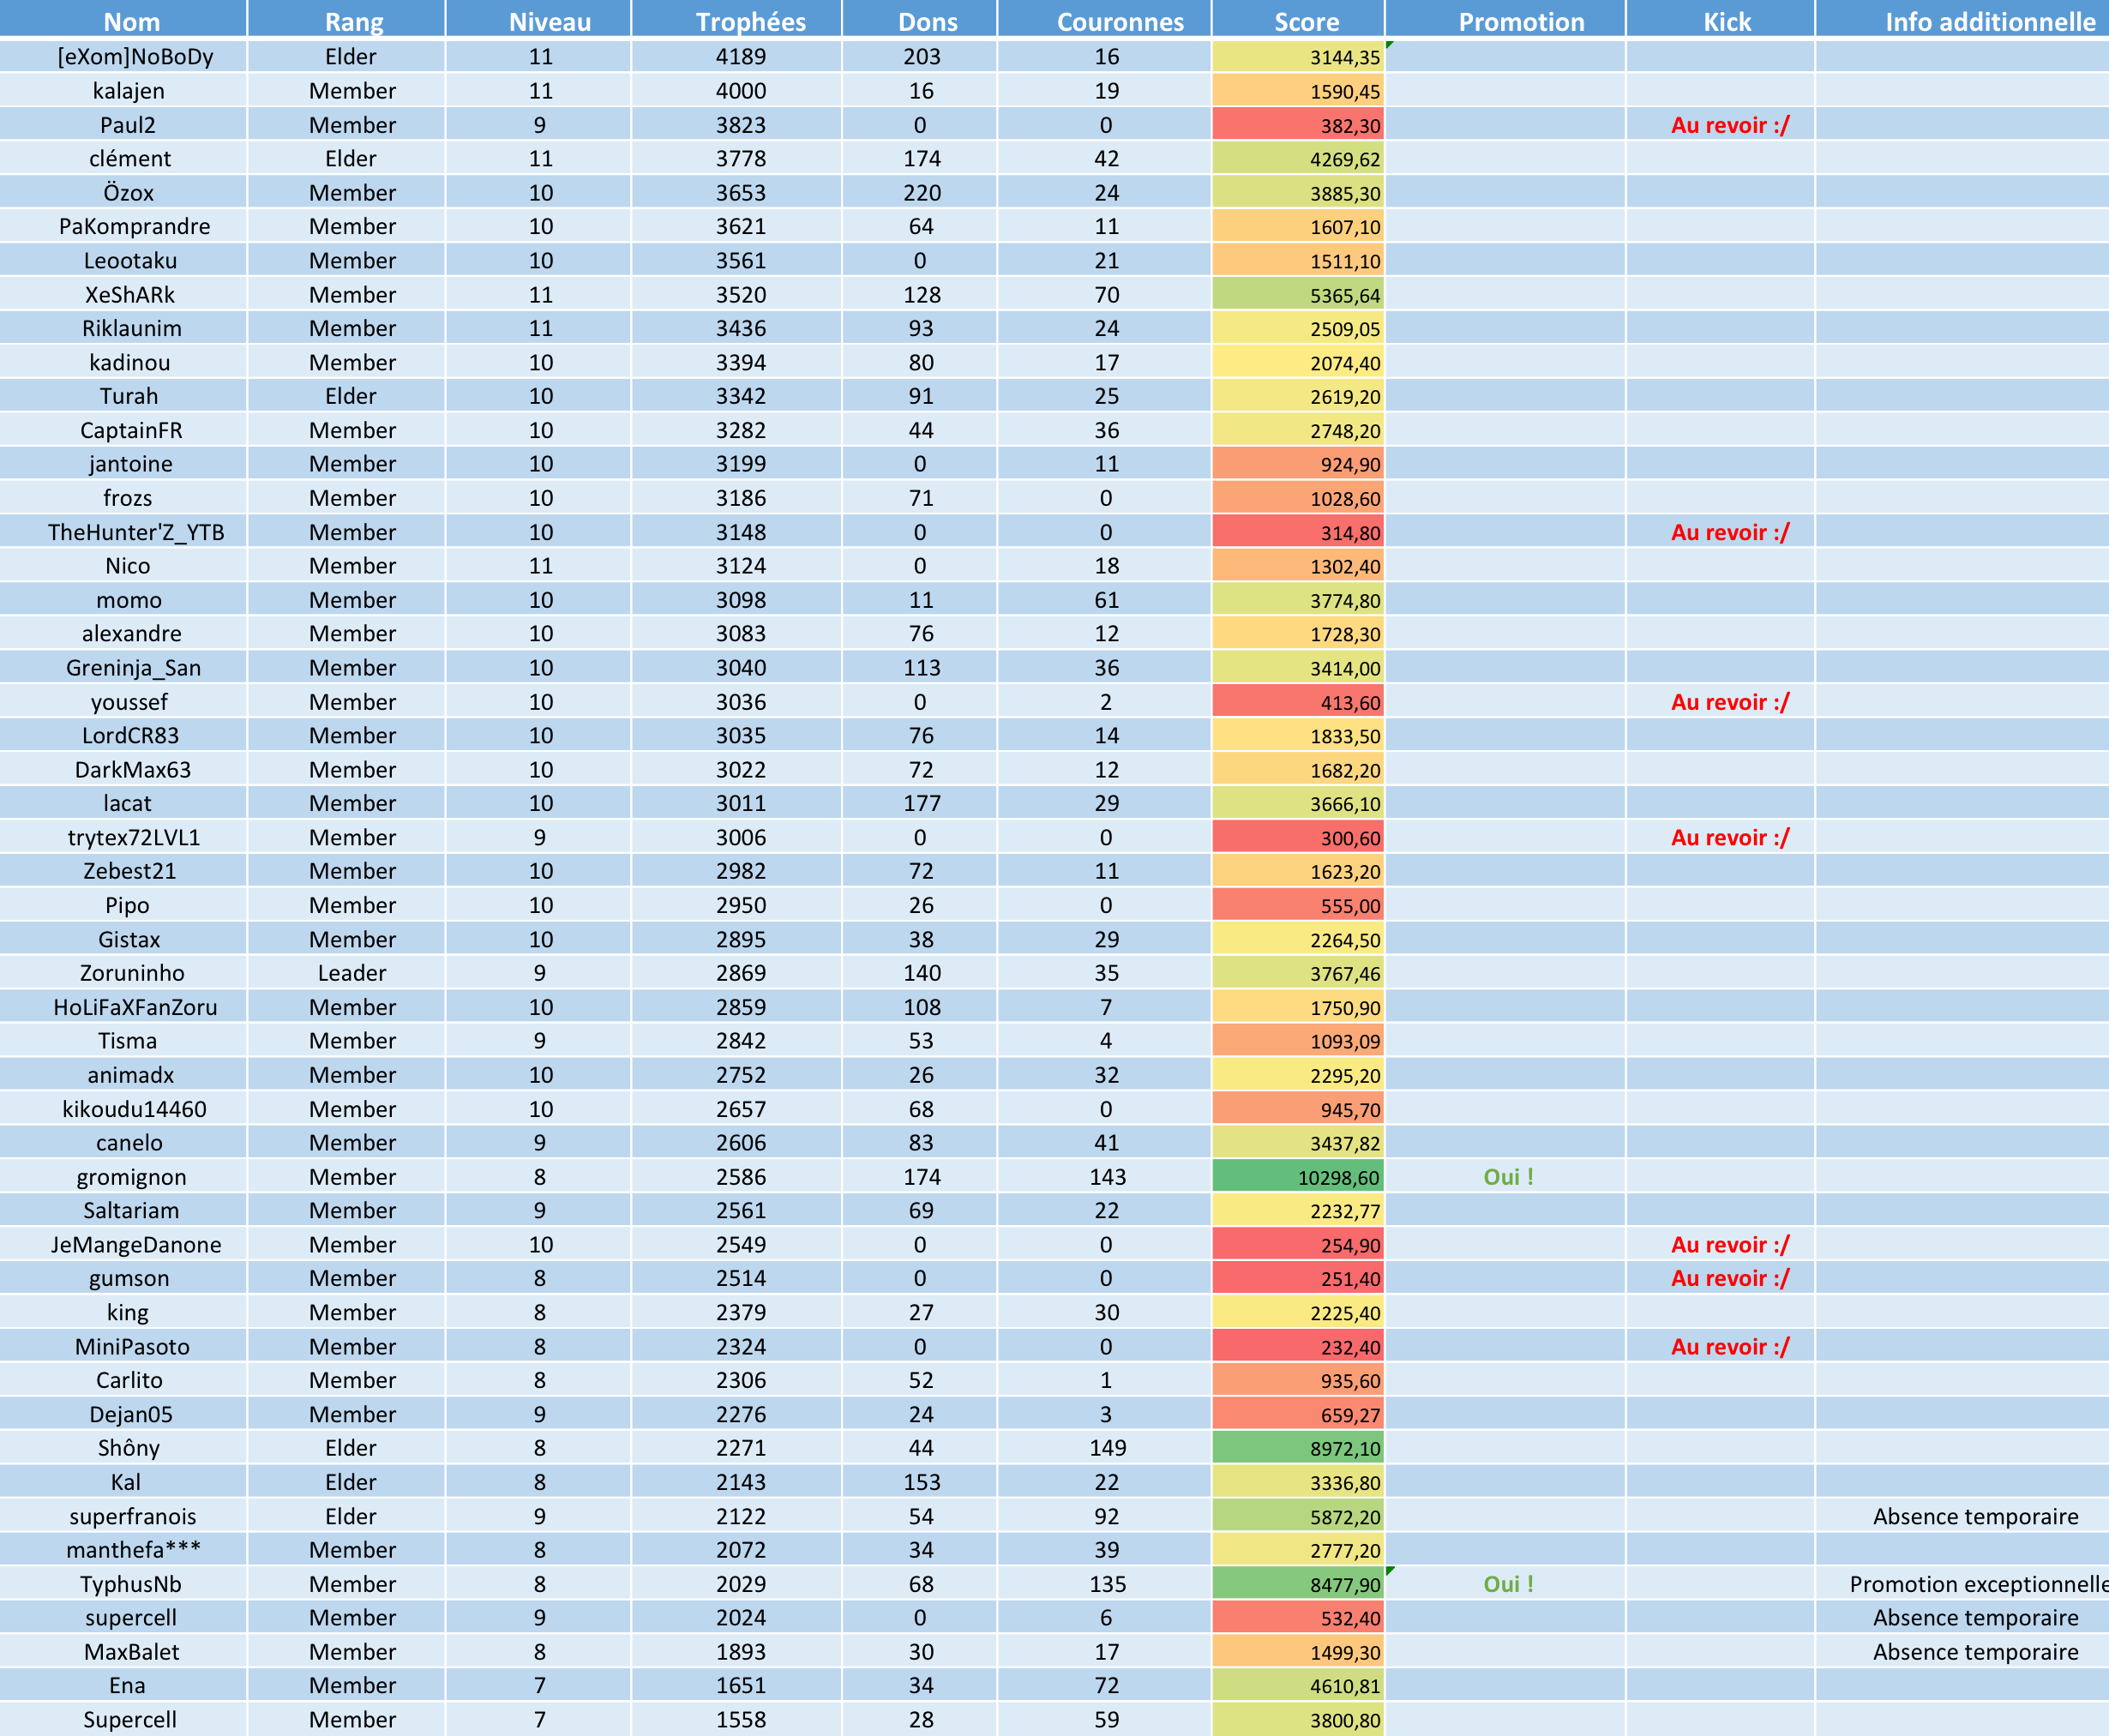 Nom Rang Niveau Trophées Dons Couronnes Score Promotion Kick Info additionnelle
[eXom]NoBoDy Elder 11 4189 203 16 3144,35
kalajen Member 11 4000 16 19 1590,45
Paul2 Member 9 3823 0 0 382,30 Au revoir :/
clément Elder 11 3778 174 42 4269,62
Özox Member 10 3653 220 24 3885,30
PaKomprandre Member 10 3621 64 11 1607,10
Leootaku Member 10 3561 0 21 1511,10
XeShARk Member 11 3520 128 70 5365,64
Riklaunim Member 11 3436 93 24 2509,05
kadinou Member 10 3394 80 17 2074,40
Turah Elder 10 3342 91 25 2619,20
CaptainFR Member 10 3282 44 36 2748,20
jantoine Member 10 3199 0 11 924,90
frozs Member 10 3186 71 0 1028,60
TheHunter'Z_YTB Member 10 3148 0 0 314,80 Au revoir :/
Nico Member 11 3124 0 18 1302,40
momo Member 10 3098 11 61 3774,80
alexandre Member 10 3083 76 12 1728,30
Greninja_San Member 10 3040 113 36 3414,00
youssef Member 10 3036 0 2 413,60 Au revoir :/
LordCR83 Member 10 3035 76 14 1833,50
DarkMax63 Member 10 3022 72 12 1682,20
lacat Member 10 3011 177 29 3666,10
trytex72LVL1 Member 9 3006 0 0 300,60 Au revoir :/
Zebest21 Member 10 2982 72 11 1623,20
Pipo Member 10 2950 26 0 555,00
Gistax Member 10 2895 38 29 2264,50
Zoruninho Leader 9 2869 140 35 3767,46
HoLiFaXFanZoru Member 10 2859 108 7 1750,90
Tisma Member 9 2842 53 4 1093,09
animadx Member 10 2752 26 32 2295,20
kikoudu14460 Member 10 2657 68 0 945,70
canelo Member 9 2606 83 41 3437,82
gromignon Member 8 2586 174 143 10298,60 Oui !
Saltariam Member 9 2561 69 22 2232,77
JeMangeDanone Member 10 2549 0 0 254,90 Au revoir :/
gumson Member 8 2514 0 0 251,40 Au revoir :/
king Member 8 2379 27 30 2225,40
MiniPasoto Member 8 2324 0 0 232,40 Au revoir :/
Carlito Member 8 2306 52 1 935,60
Dejan05 Member 9 2276 24 3 659,27
Shôny Elder 8 2271 44 149 8972,10
Kal Elder 8 2143 153 22 3336,80
superfranois Elder 9 2122 54 92 5872,20 Absence temporaire
manthefa*** Member 8 2072 34 39 2777,20
TyphusNb Member 8 2029 68 135 8477,90 Oui ! Promotion exceptionnelle
supercell Member 9 2024 0 6 532,40 Absence temporaire
MaxBalet Member 8 1893 30 17 1499,30 Absence temporaire
Ena Member 7 1651 34 72 4610,81
Supercell Member 7 1558 28 59 3800,80